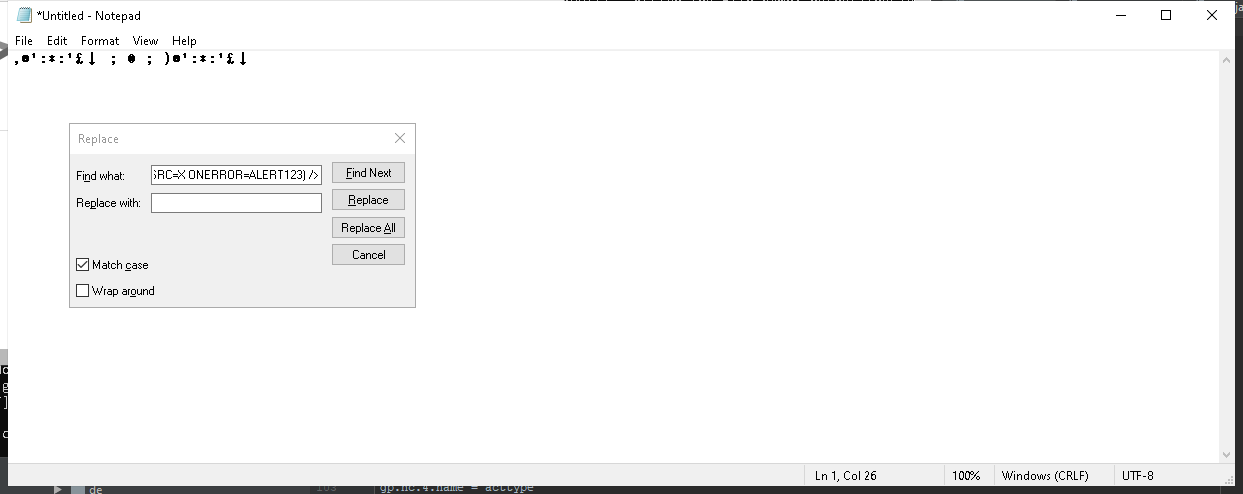 *Untitled - Notepad
File Edit Format View Help
Replace
Find what:
RC=X ONERROR=ALERT123) />
Find Next
Replace with:
Replace
Replace All
Cancel
Match case
Wrap around
Ln 1, Col 26 100% Windows (CRLF) UTF-8
de
gp.nc.4.name = acctype